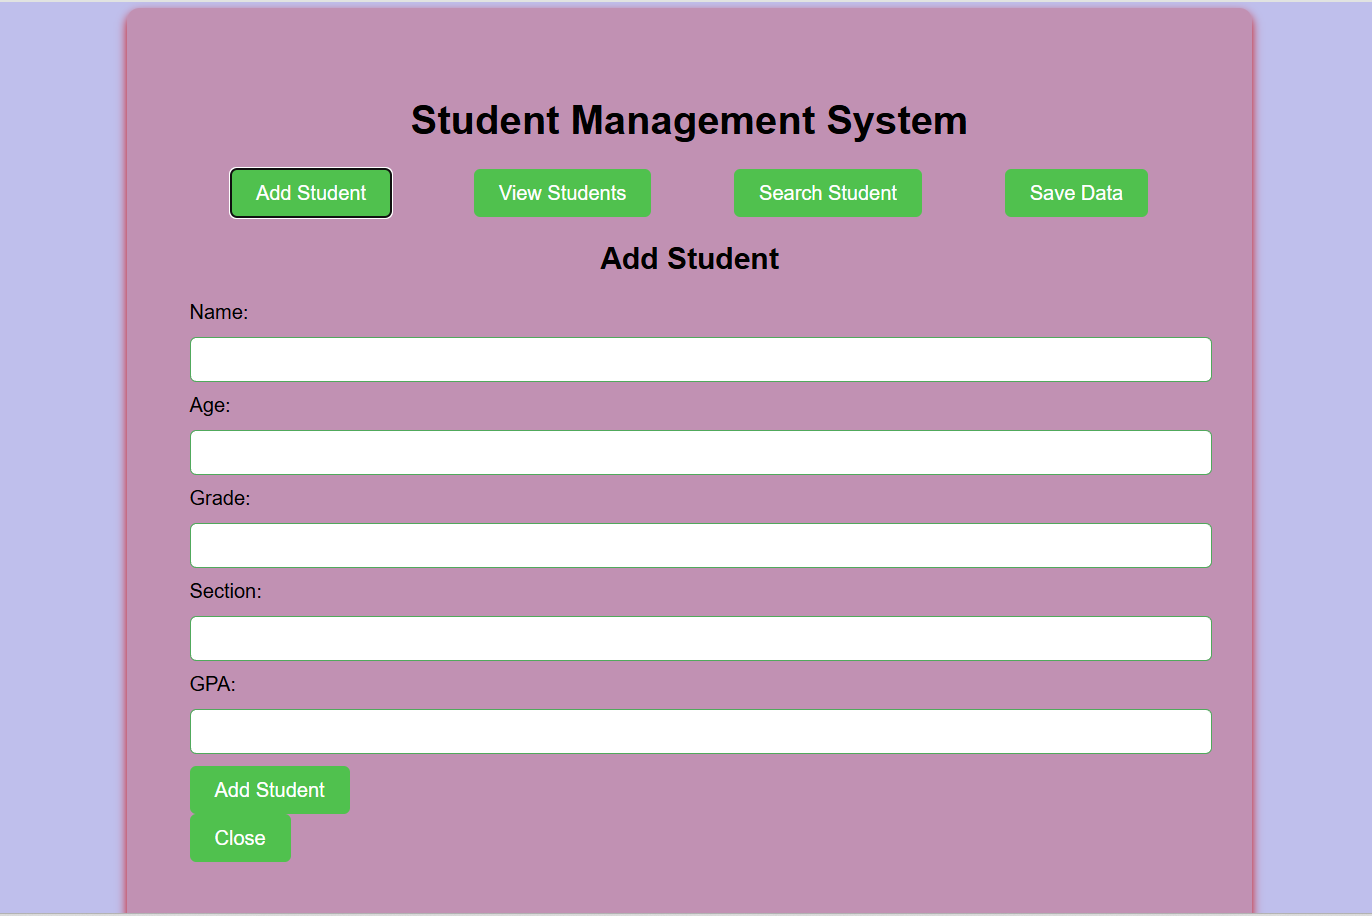 Student Management System
Add Student View Students Search Student Save Data
Add Student
Name:
Age:
Grade:
Section:
GPA:
Add Student
Close